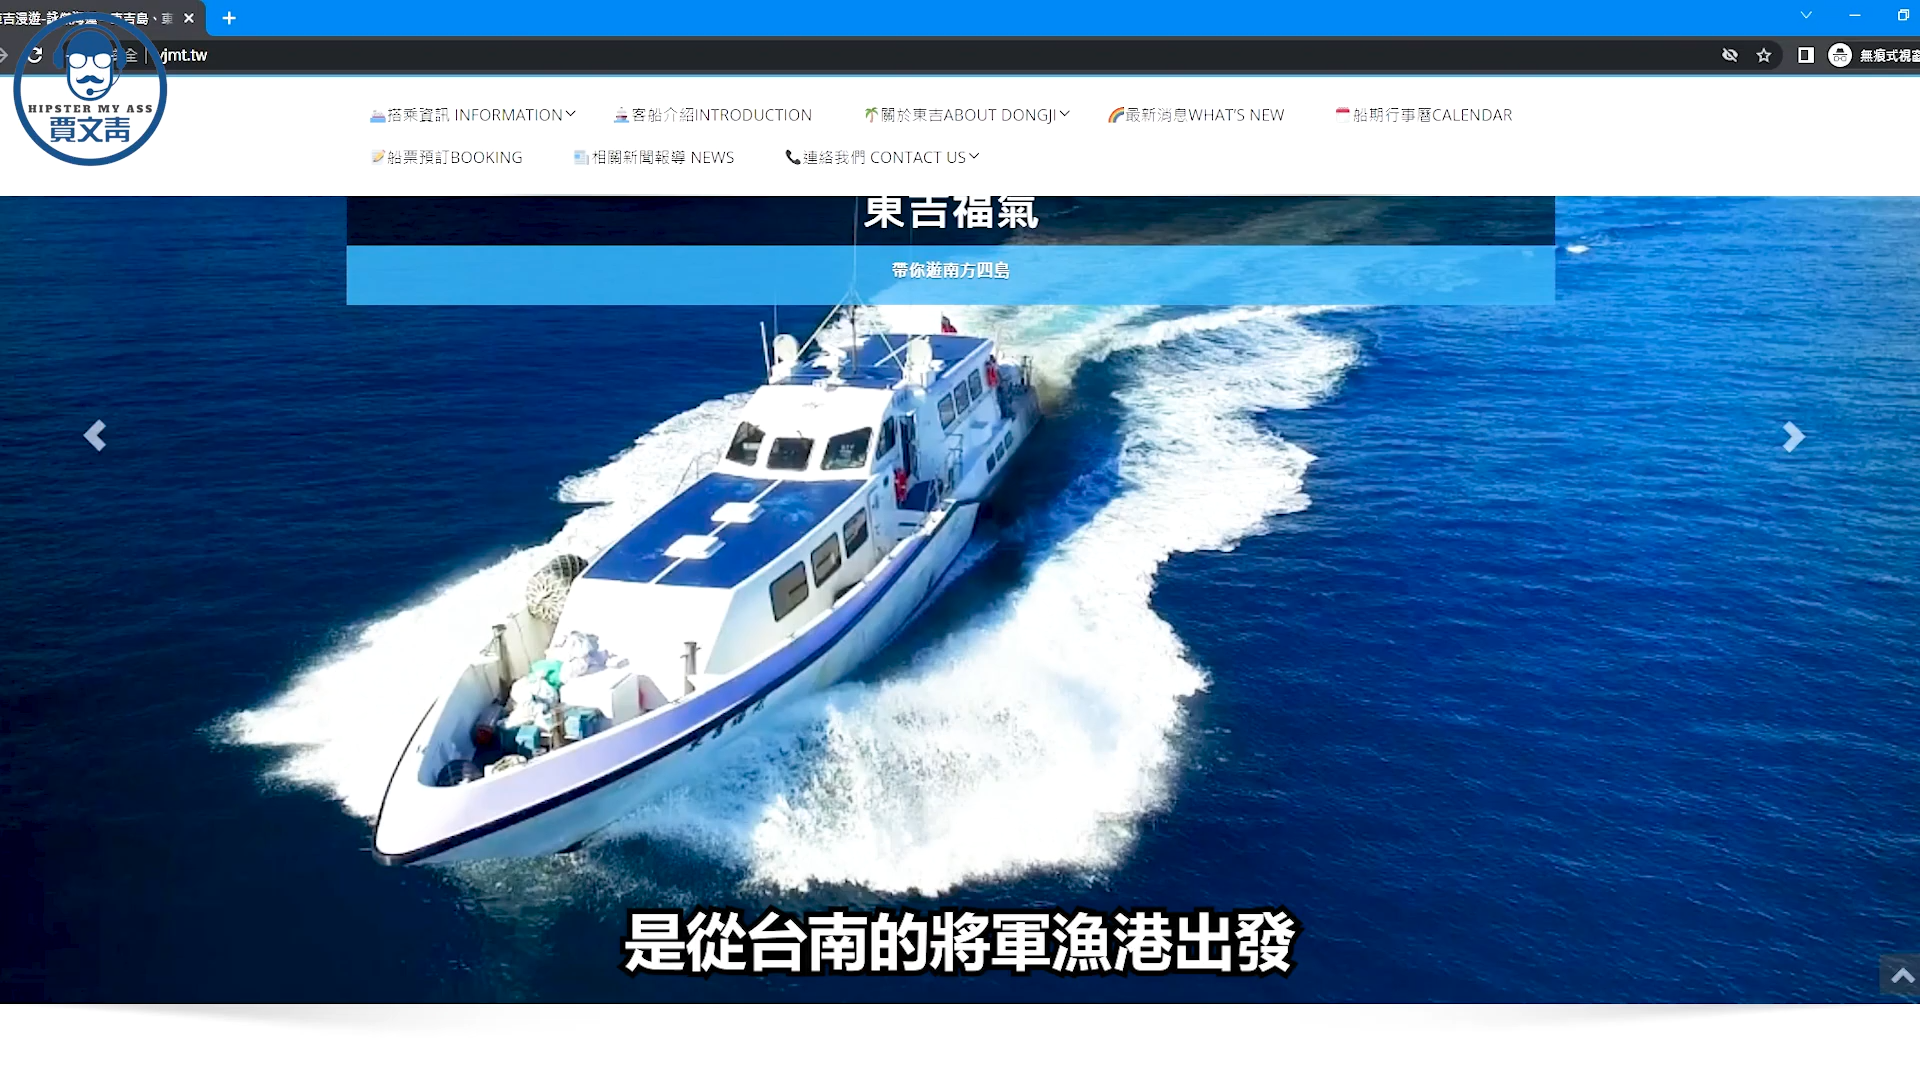 jmt.tw
無痕式視窗
HIPSTER MY ASS
賈文青
搭乘資訊 INFORMATION
客船介紹INTRODUCTION
關於東吉ABOUT DONGJI
最新消息WHAT'S NEW
船期行事曆CALENDAR
船票預訂BOOKING
相關新聞報導 NEWS
連絡我們 CONTACT US
東吉福氣
帶你遊南方四島
是從台南的將軍漁港出發